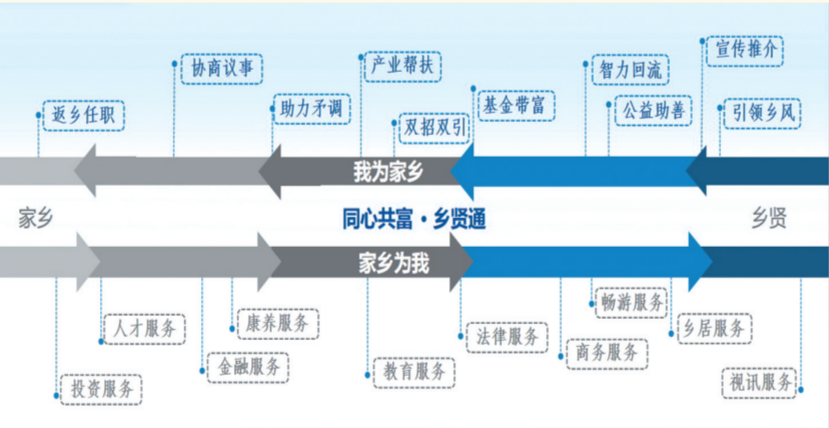 宣传推介
协商议事
产业帮扶
智力回流
返乡任职
助力矛调
双招双引
基金带富
公益助善
引领乡风
我为家乡
家乡
同心共富·乡贤通
乡贤
家乡为我
人才服务
康养服务
法律服务
畅游服务
乡居服务
投资服务
金融服务
教育服务
商务服务
视讯服务